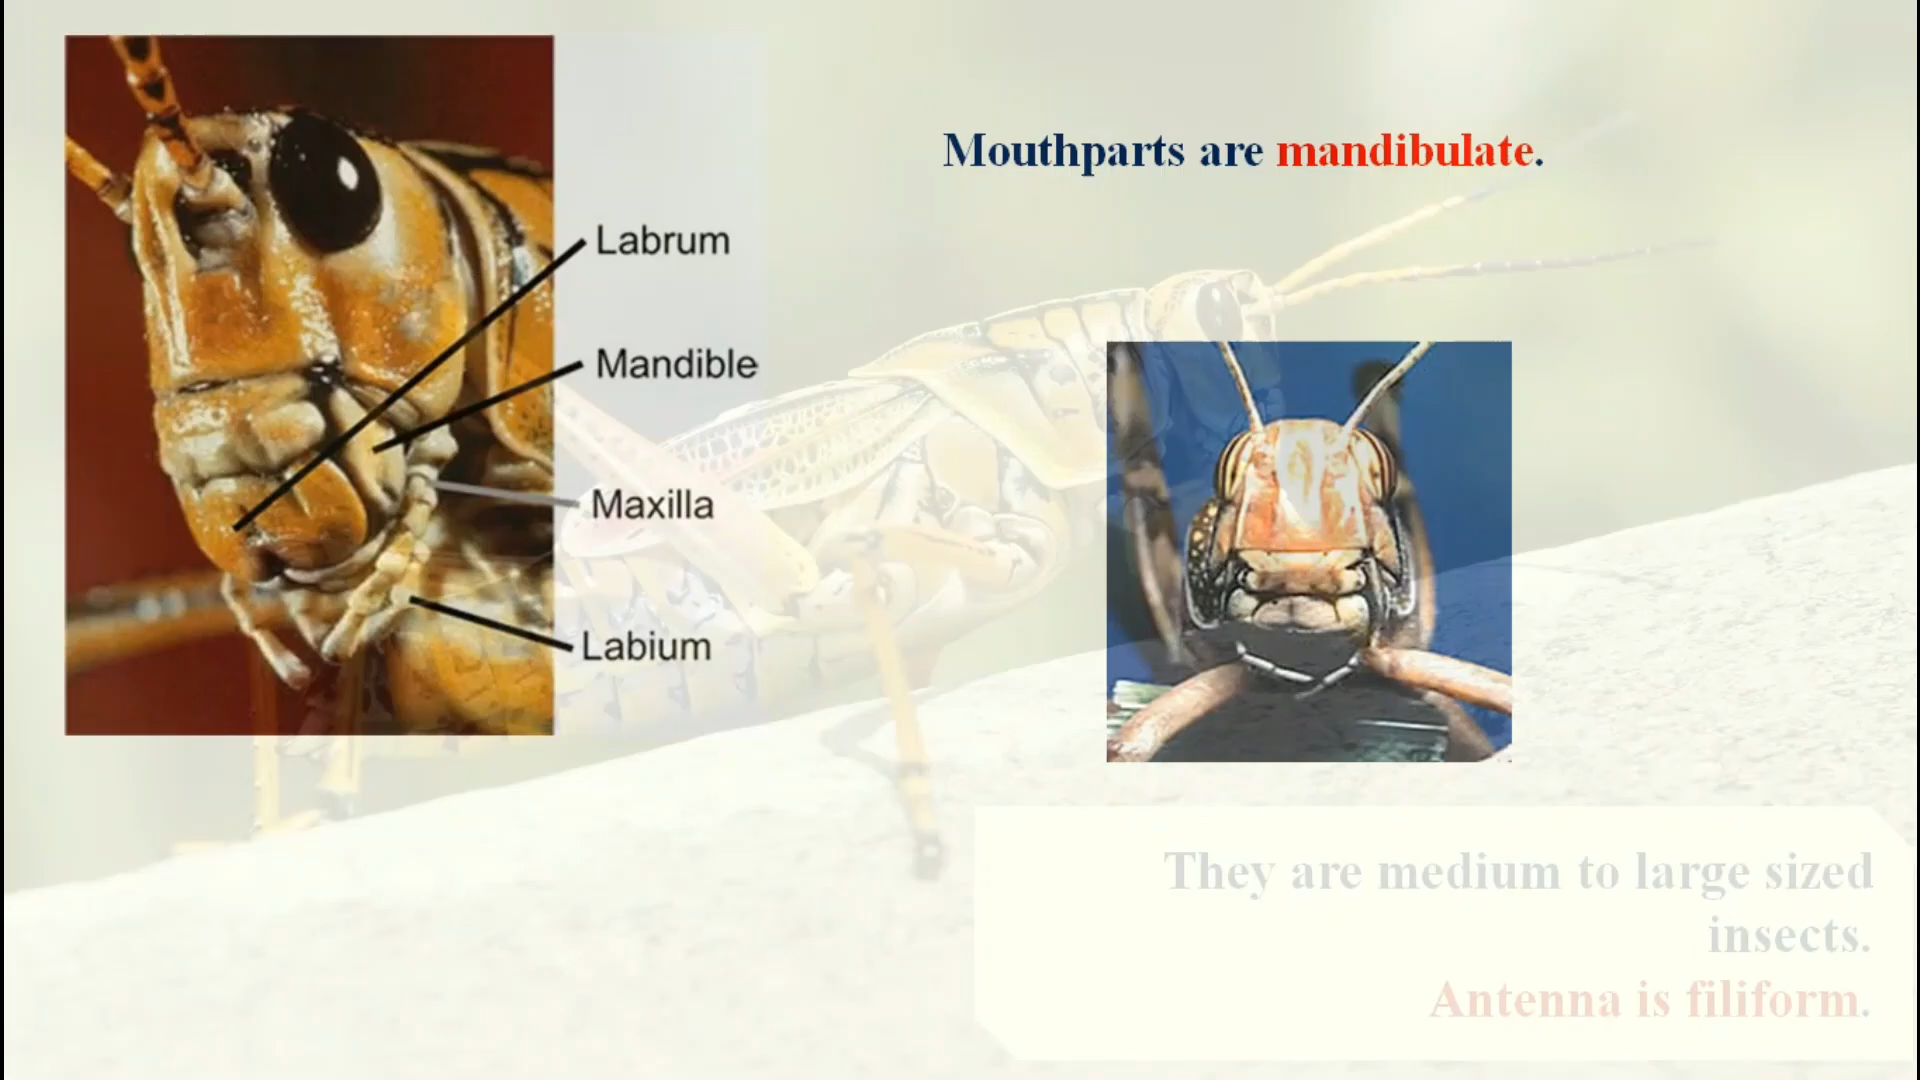 Mouthparts are mandibulate.
Labrum
Mandible
Maxilla
Labium
They are medium to large sized
insects.
Antenna is filiform.